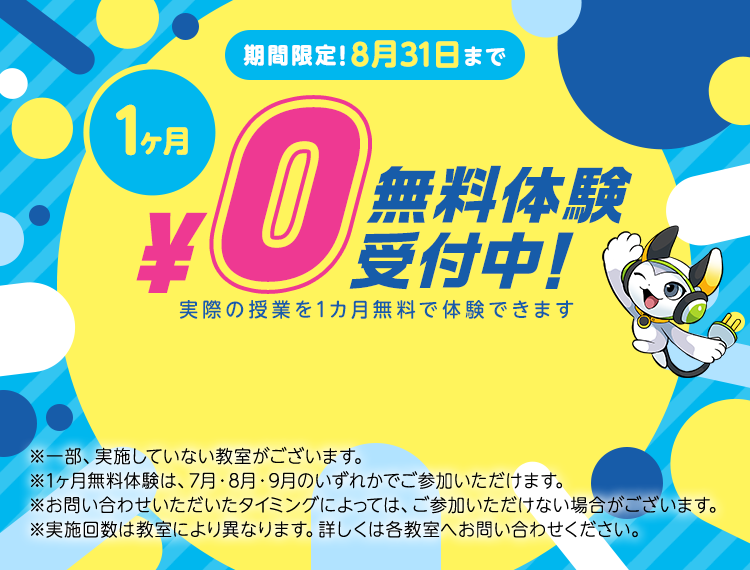 期間限定!8月31日まで
1ヶ月
¥0 無料体験
受付中!
実際の授業を1カ月無料で体験できます
※一部、実施していない教室がございます。
※1ヶ月無料体験は、7月・8月・9月のいずれかでご参加いただけます。
※お問い合わせいただいたタイミングによっては、ご参加いただけない場合がございます。
※実施回数は教室により異なります。詳しくは各教室へお問い合わせください。